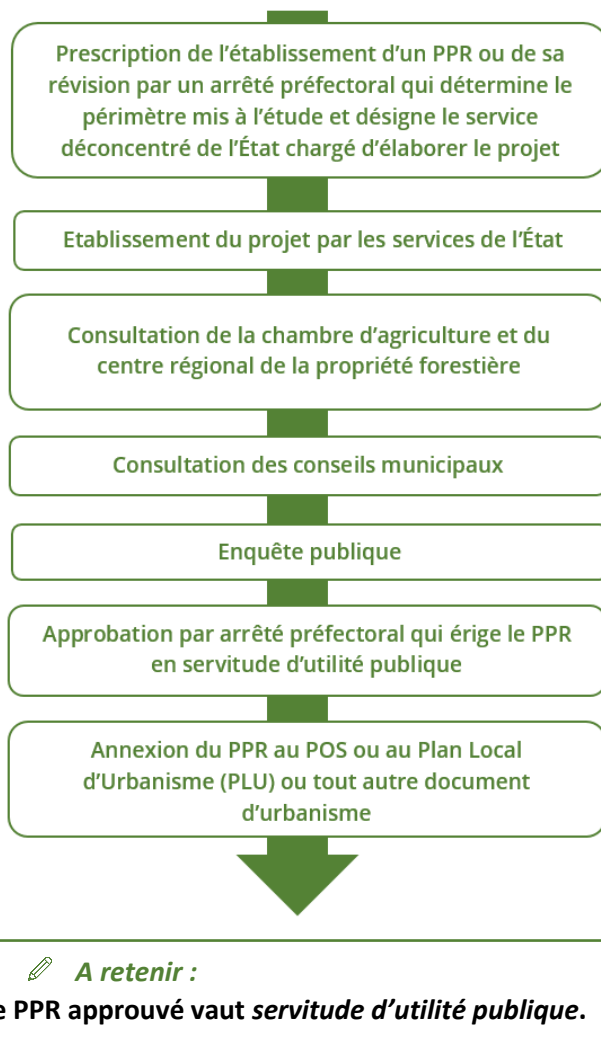 Prescription de l’établissement d’un PPR ou de sa
révision par un arrêté préfectoral qui détermine le
périmètre mis à l’étude et désigne le service
déconcentré de l’État chargé d’élaborer le projet
Etablissement du projet par les services de l’État
Consultation de la chambre d’agriculture et du
centre régional de la propriété forestière
Consultation des conseils municipaux
Enquête publique
Approbation par arrêté préfectoral qui érige le PPR
en servitude d’utilité publique
Annexion du PPR au POS ou au Plan Local
d’Urbanisme (PLU) ou tout autre document
d’urbanisme
A retenir :
e PPR approuvé vaut servitude d’utilité publique.